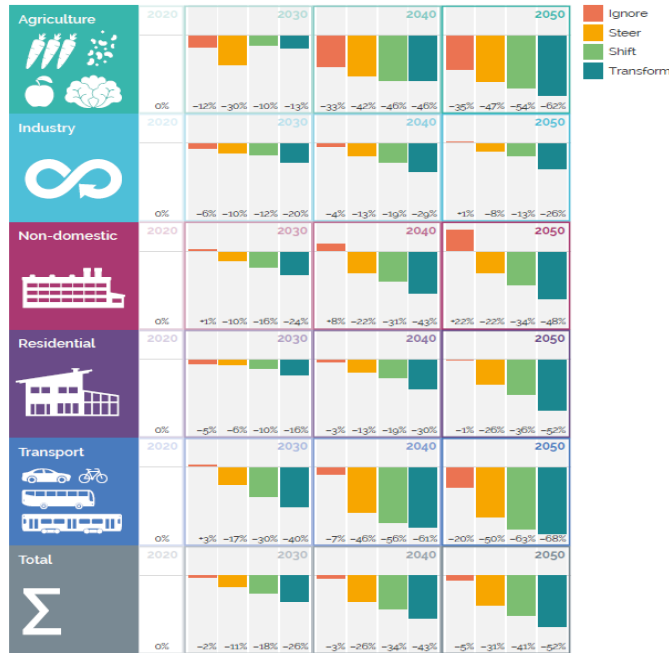 Ignore
Steer
Shift
Transform
Agriculture
2020 2030 2040 2050
0% −12% −30% −10% −13% −33% −42% −46% −46% −35% −47% −54% −62%
Industry
2020 2030 2040 2050
0% −6% −10% −12% −20% −4% −13% −19% −29% +1% −8% −13% −26%
Non-domestic
2020 2030 2040 2050
0% +1% −10% −16% −24% +8% −22% −31% −43% +22% −22% −34% −48%
Residential
2020 2030 2040 2050
0% −5% −6% −10% −16% −3% −13% −19% −30% −1% −26% −36% −52%
Transport
2020 2030 2040 2050
0% +3% −17% −30% −40% −7% −46% −56% −61% −20% −50% −63% −68%
Total
2020 2030 2040 2050
Σ
0% −2% −11% −18% −26% −3% −26% −34% −43% −5% −31% −41% −52%